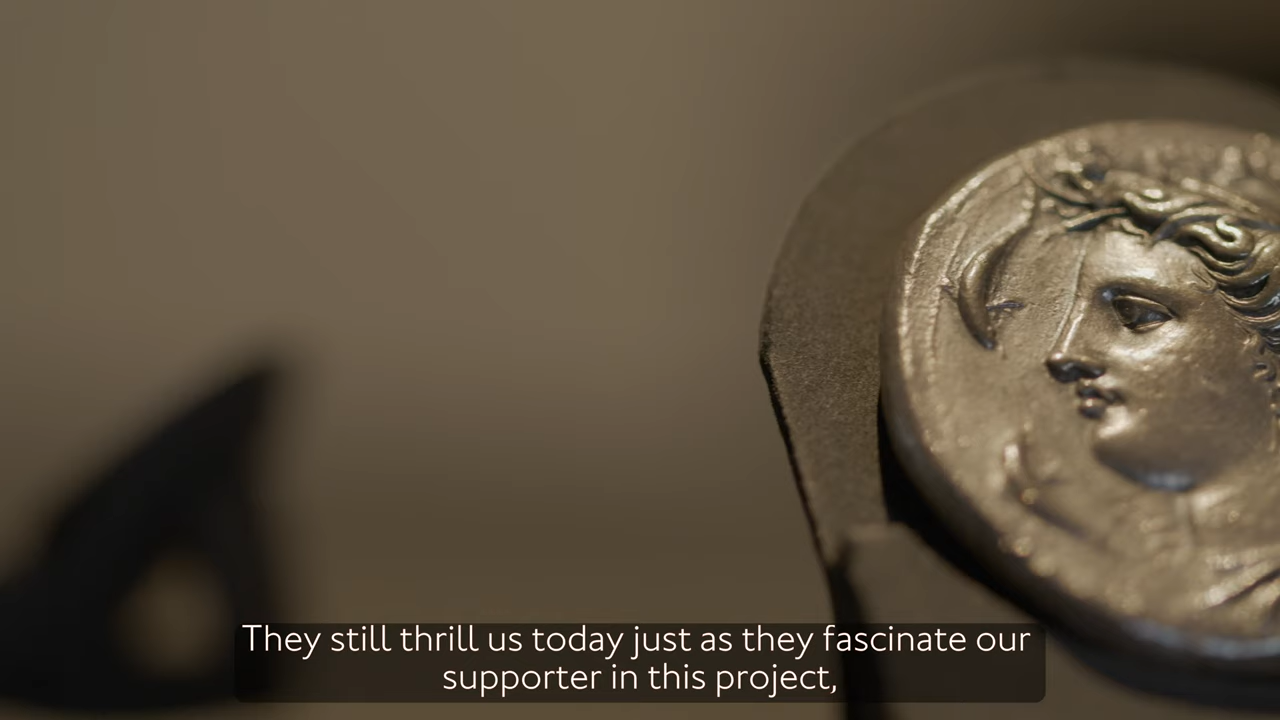 They still thrill us today just as they fascinate our
supporter in this project,